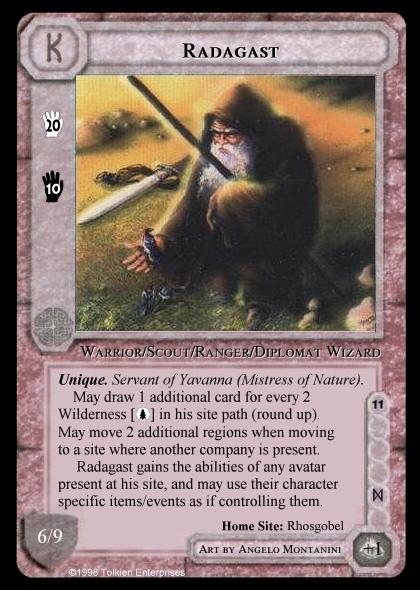 RADAGAST
20
10
WARRIOR/SCOUT/RANGER/DIPLOMAT WIZARD
Unique. Servant of Yavanna (Mistress of Nature).
May draw 1 additional card for every 2
Wilderness [ ] in his site path (round up).
May move 2 additional regions when moving
to a site where another company is present.
Radagast gains the abilities of any avatar
present at his site, and may use their character
specific items/events as if controlling them.
11
Home Site: Rhosgobel
6/9
ART BY ANGELO MONTANINI
+1
©1998 Tolkien Enterprises